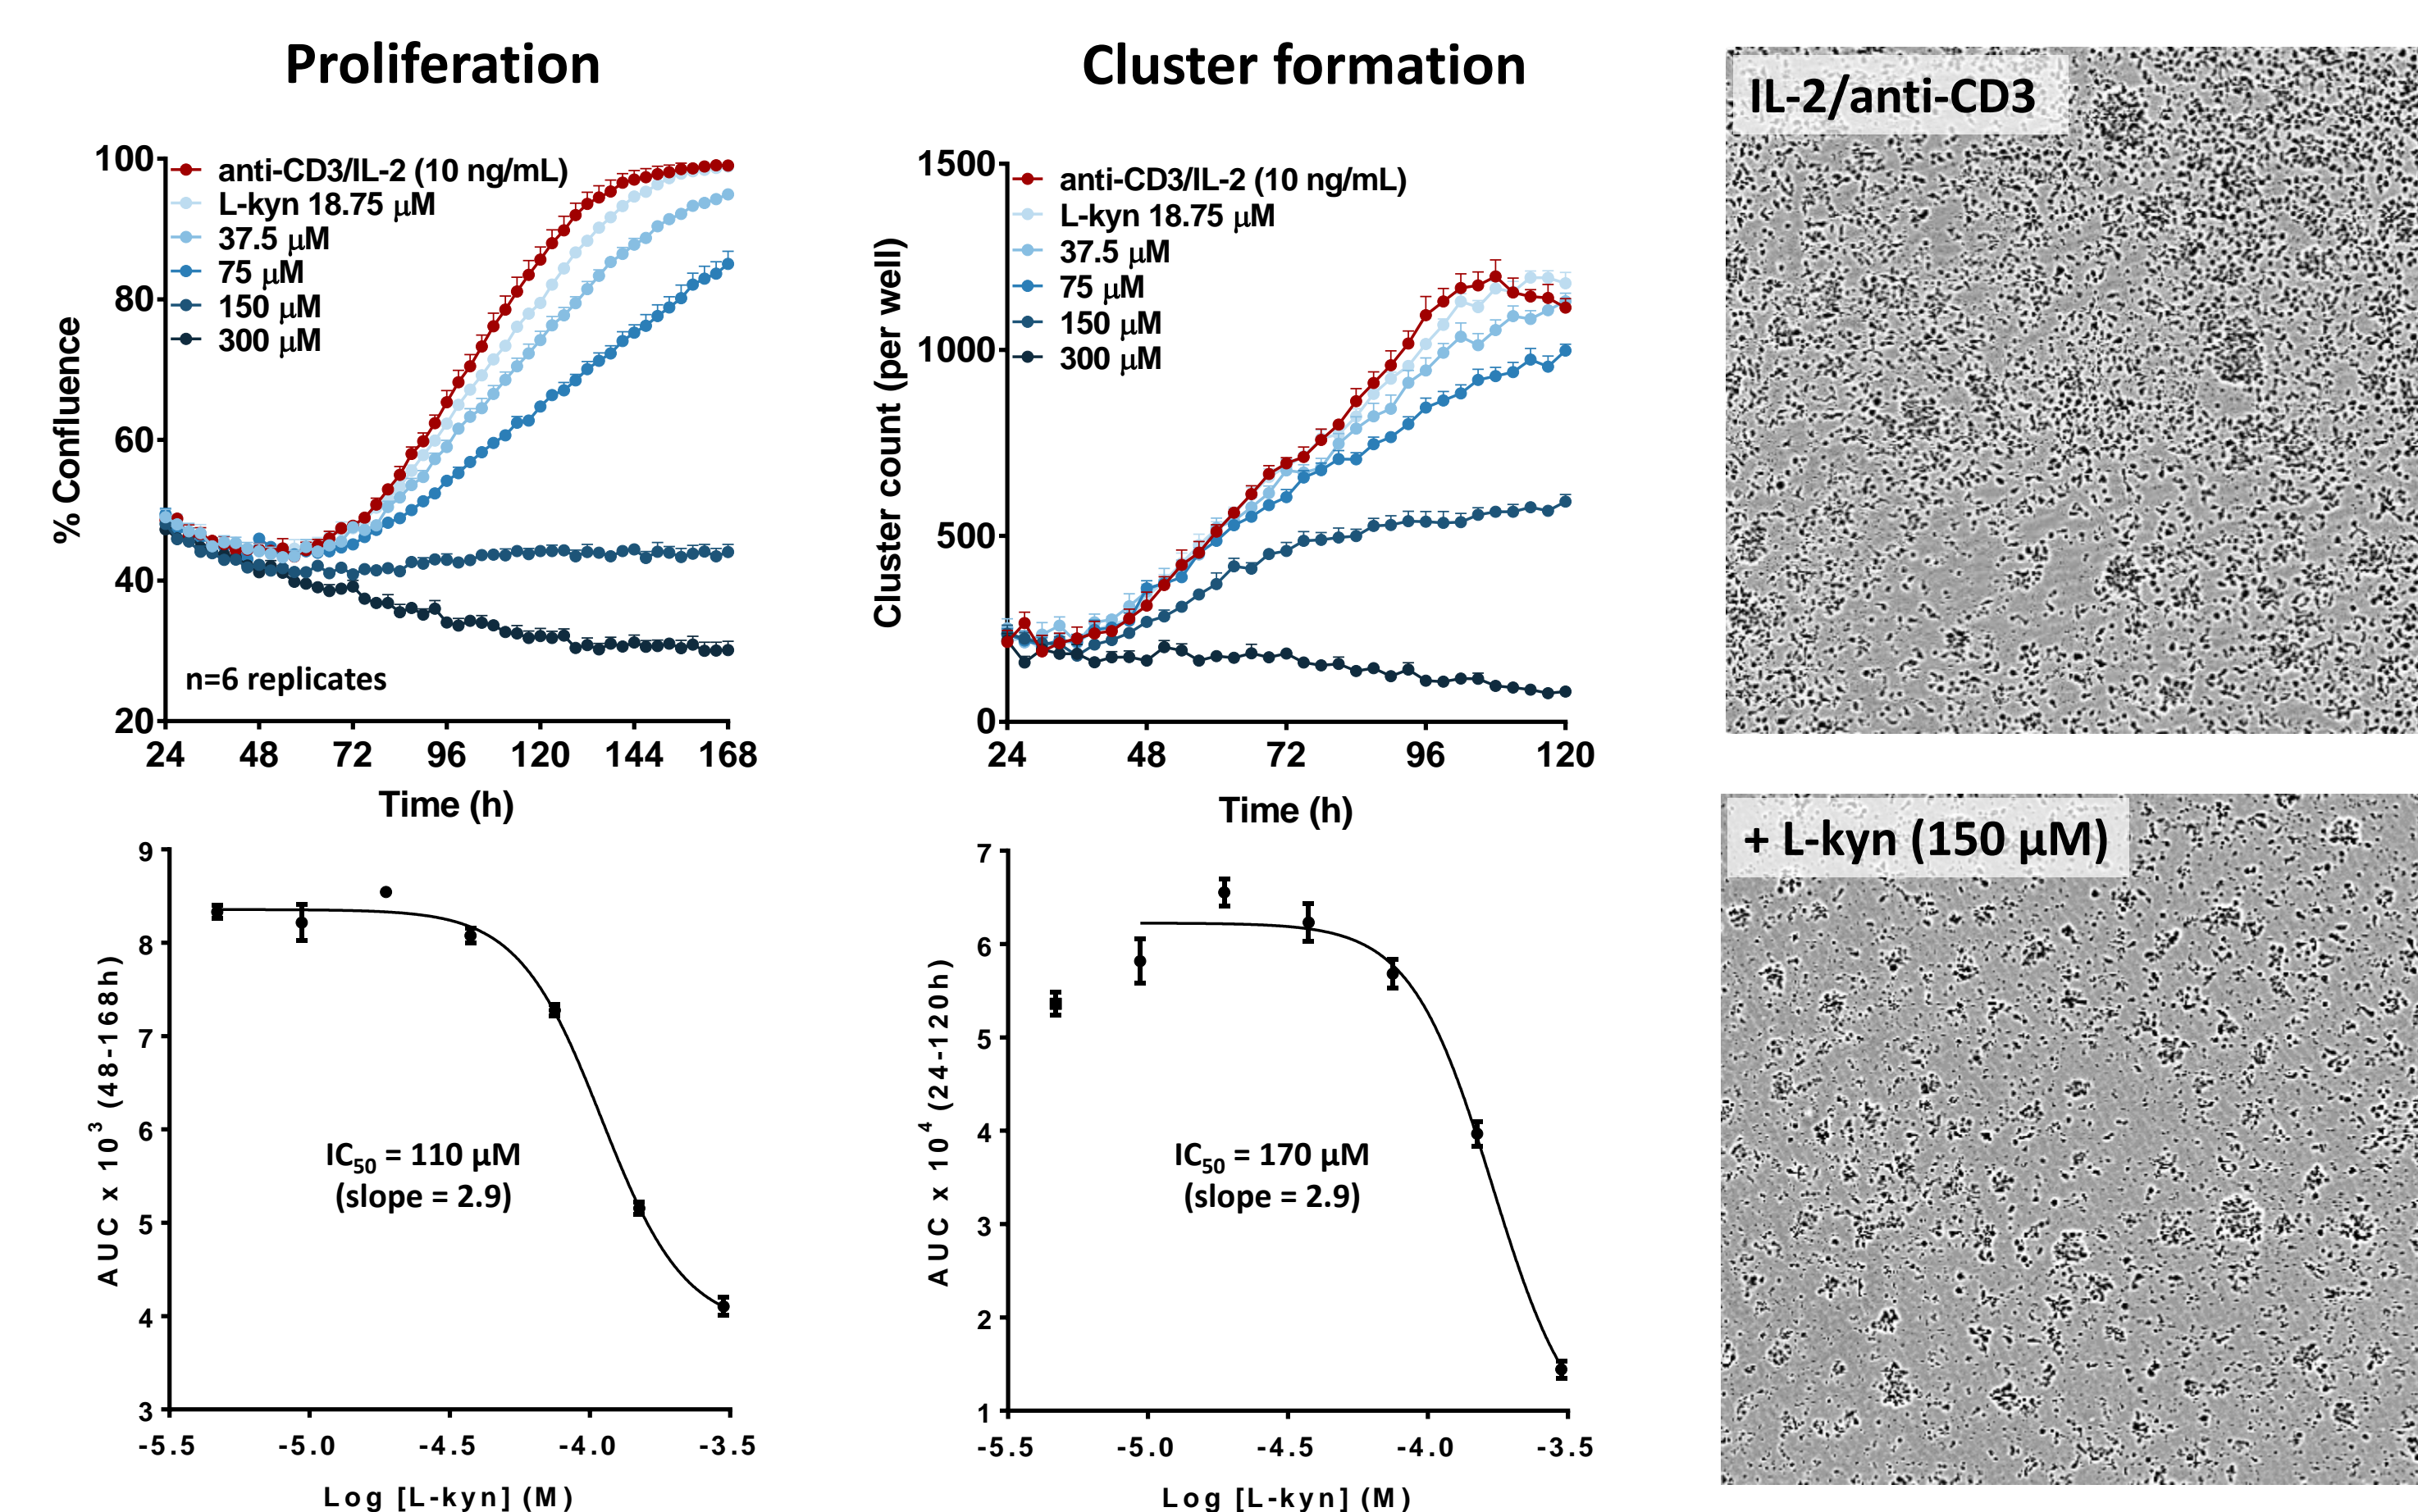 Proliferation
100
80
60
40
20
% Confluence
anti-CD3/IL-2 (10 ng/mL)
L-kyn 18.75 μM
37.5 μM
75 μM
150 μM
300 μM
n=6 replicates
24 48 72 96 120 144 168
Time (h)
Cluster formation
1500
1000
500
0
Cluster count (per well)
anti-CD3/IL-2 (10 ng/mL)
L-kyn 18.75 μM
37.5 μM
75 μM
150 μM
300 μM
24 48 72 96 120
Time (h)
IL-2/anti-CD3
9
8
7
6
5
4
3
AUC x 10³ (48-168h)
IC₅₀ = 110 μM
(slope = 2.9)
-5.5 -5.0 -4.5 -4.0 -3.5
Log [L-kyn] (M)
7
6
5
4
3
2
1
AUC x 10⁴ (24-120h)
IC₅₀ = 170 μM
(slope = 2.9)
-5.5 -5.0 -4.5 -4.0 -3.5
Log [L-kyn] (M)
+ L-kyn (150 μM)